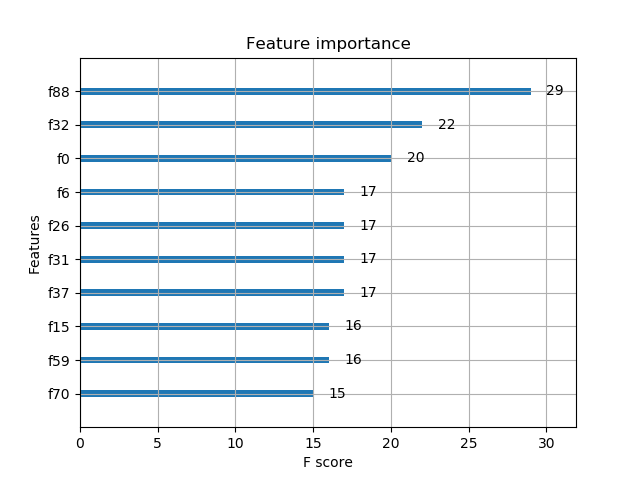 Feature importance
Features
f88 29
f32 22
f0 20
f6 17
f26 17
f31 17
f37 17
f15 16
f59 16
f70 15
0 5 10 15 20 25 30
F score